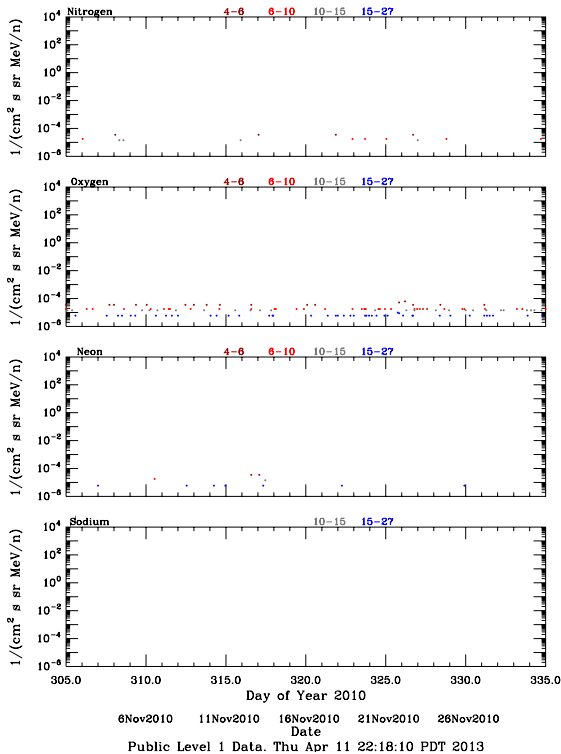 Nitrogen 4-6 6-10 10-15 15-27
10^4
10^2
10^0
10^-2
10^-4
10^-6
1/(cm^2 s sr MeV/n)
Oxygen 4-6 6-10 10-15 15-27
10^4
10^2
10^0
10^-2
10^-4
10^-6
1/(cm^2 s sr MeV/n)
Neon 4-6 6-10 10-15 15-27
10^4
10^2
10^0
10^-2
10^-4
10^-6
1/(cm^2 s sr MeV/n)
Sodium 10-15 15-27
10^4
10^2
10^0
10^-2
10^-4
10^-6
1/(cm^2 s sr MeV/n)
305.0 310.0 315.0 320.0 325.0 330.0 335.0
Day of Year 2010
6Nov2010 11Nov2010 16Nov2010 21Nov2010 26Nov2010
Date
Public Level 1 Data, Thu Apr 11 22:18:10 PDT 2013